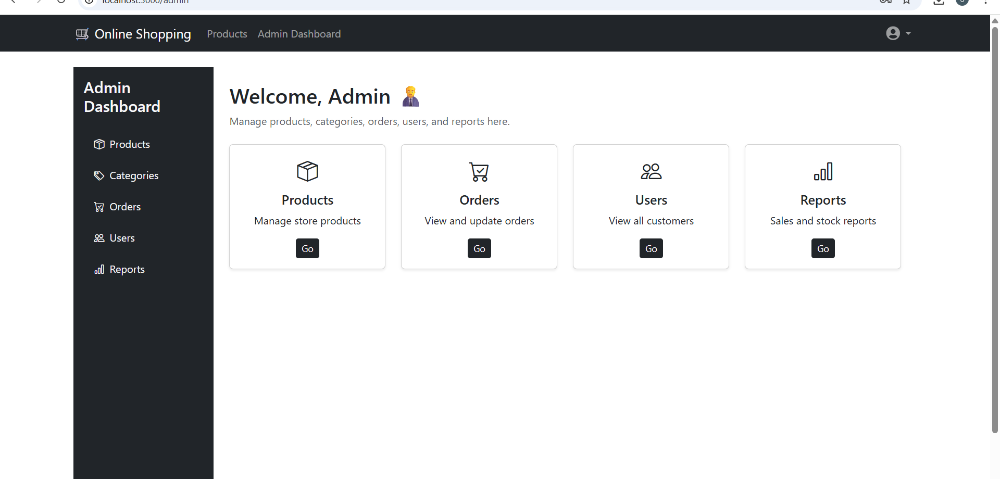 localhost:3000/admin
Online Shopping Products Admin Dashboard
Admin
Dashboard
Products
Categories
Orders
Users
Reports
Welcome, Admin
Manage products, categories, orders, users, and reports here.
Products
Manage store products
Go
Orders
View and update orders
Go
Users
View all customers
Go
Reports
Sales and stock reports
Go